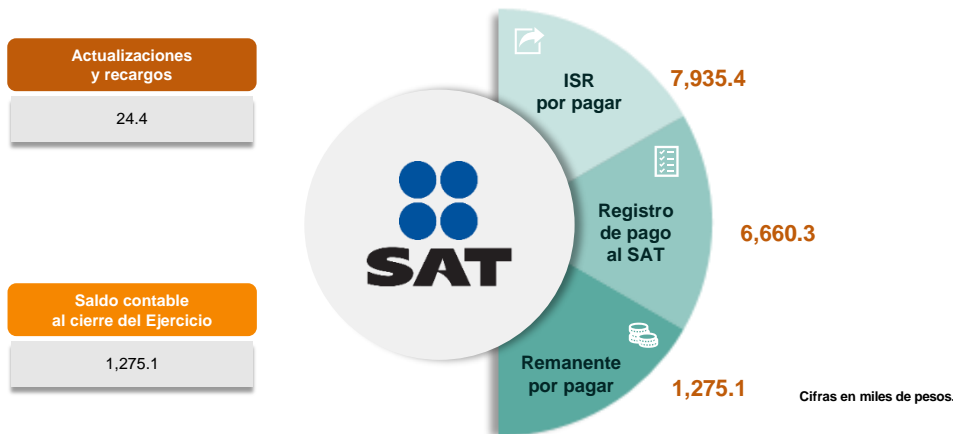 Actualizaciones
y recargos
24.4
Saldo contable
al cierre del Ejercicio
1,275.1
SAT
ISR
por pagar
7,935.4
Registro
de pago
al SAT
6,660.3
Remanente
por pagar
1,275.1
Cifras en miles de pesos.